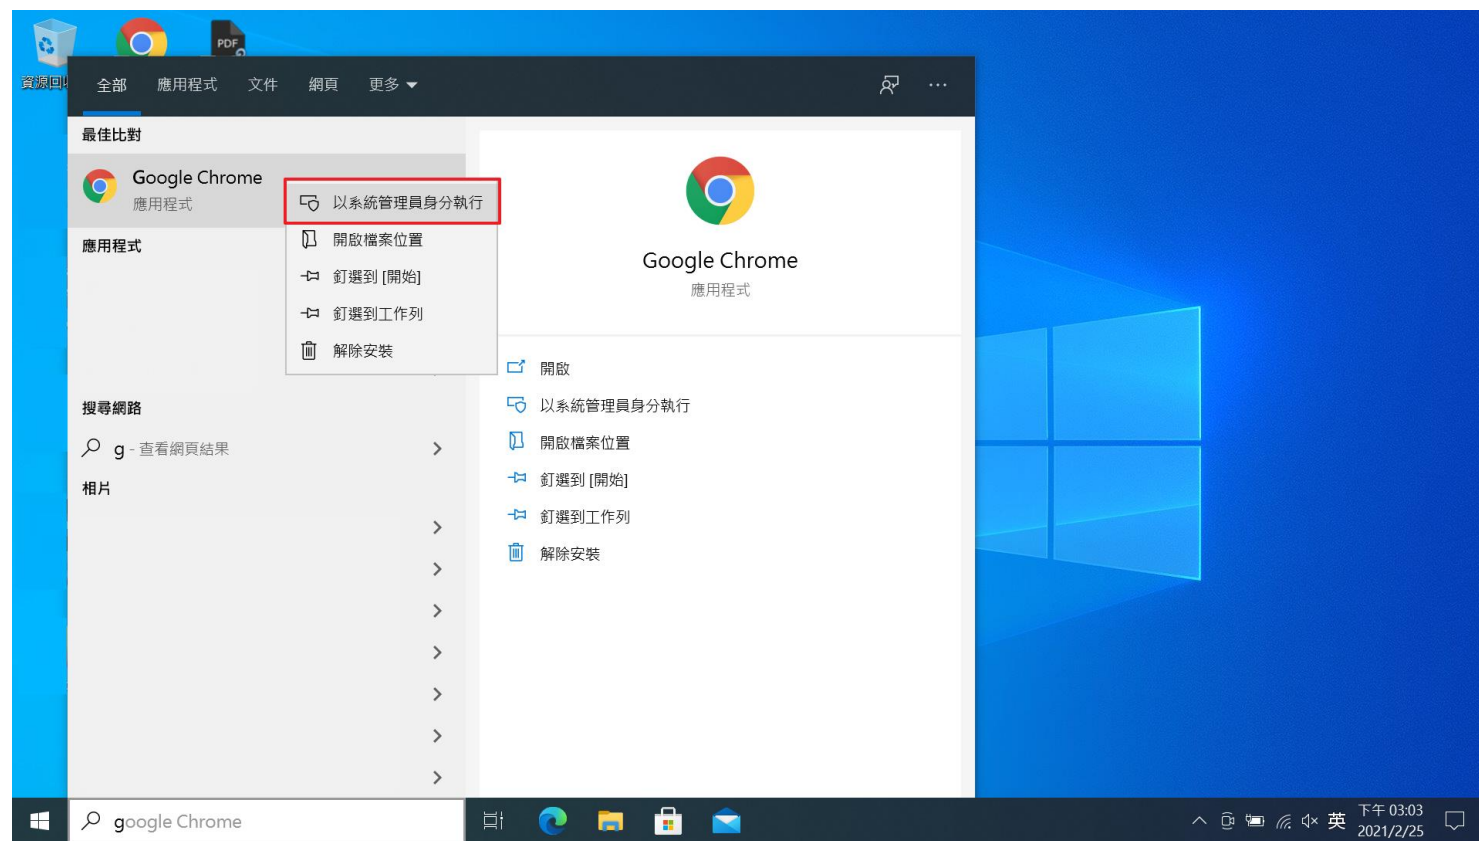 PDF
資源回
全部 應用程式 文件 網頁 更多
最佳比對
Google Chrome
應用程式
以系統管理員身分執行
開啟檔案位置
釘選到 [開始]
釘選到工作列
解除安裝
應用程式
搜尋網路
g - 查看網頁結果
相片
Google Chrome
應用程式
開啟
以系統管理員身分執行
開啟檔案位置
釘選到 [開始]
釘選到工作列
解除安裝
google Chrome
英
下午 03:03
2021/2/25